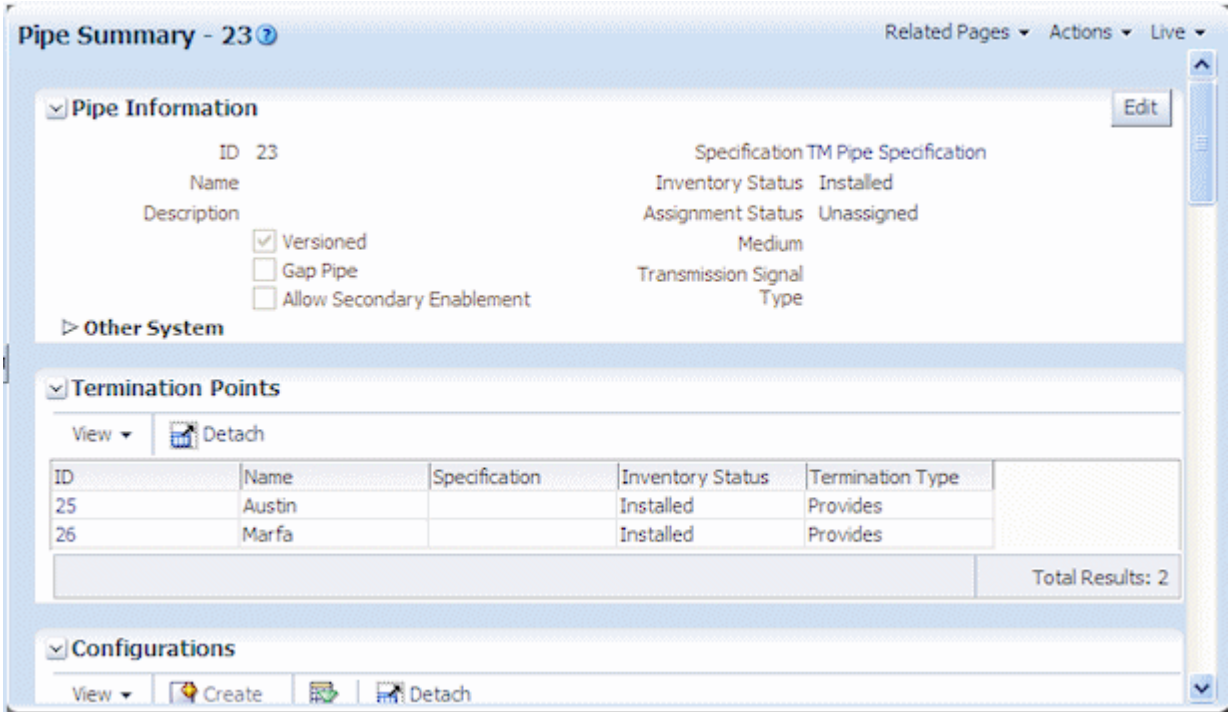 Pipe Summary - 23
Related Pages Actions Live
Pipe Information
Edit
ID 23
Name
Description
Versioned
Gap Pipe
Allow Secondary Enablement
Specification TM Pipe Specification
Inventory Status Installed
Assignment Status Unassigned
Medium
Transmission Signal
Type
Other System
Termination Points
View Detach
ID Name Specification Inventory Status Termination Type
25 Austin Installed Provides
26 Marfa Installed Provides
Total Results: 2
Configurations
View Create Detach